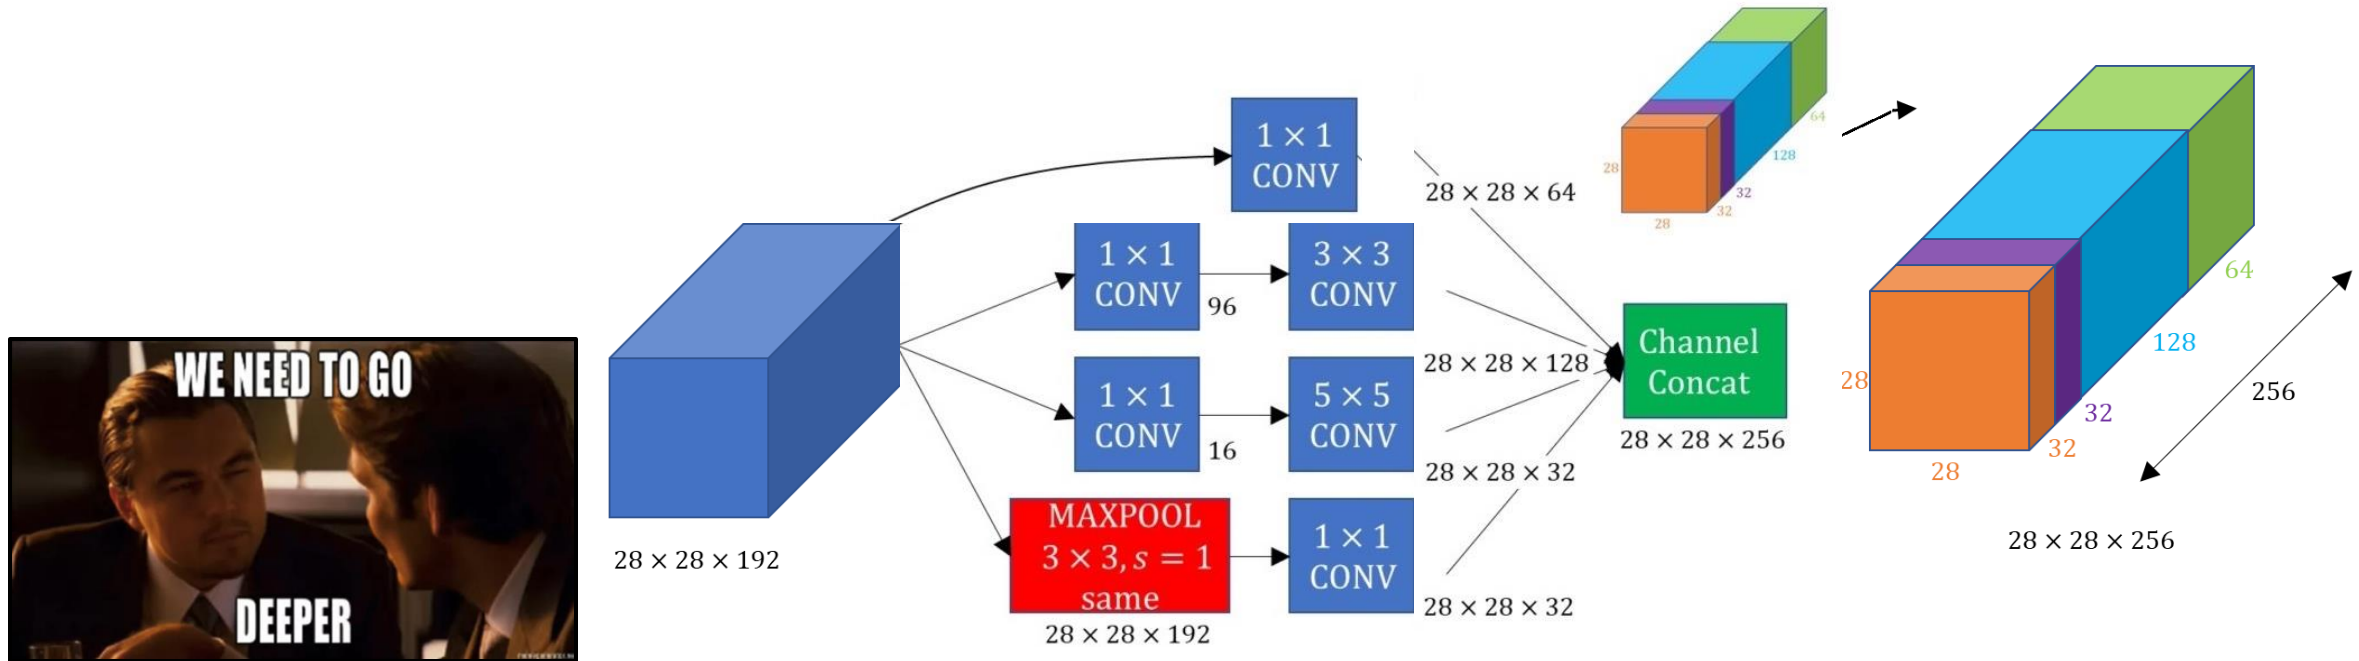 WE NEED TO GO
DEEPER
28 × 28 × 192
1 × 1
CONV
1 × 1
CONV
96
3 × 3
CONV
1 × 1
CONV
16
5 × 5
CONV
MAXPOOL
3 × 3, s = 1
same
28 × 28 × 192
1 × 1
CONV
28 × 28 × 64
28 × 28 × 128
28 × 28 × 32
28 × 28 × 32
Channel
Concat
28 × 28 × 256
28
28
32
32
128
64
28
28
32
32
128
64
256
28 × 28 × 256